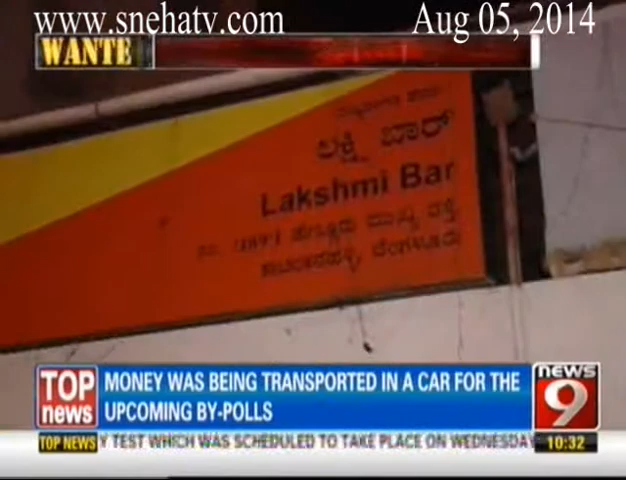 www.snehatv.com
Aug 05, 2014
WANTE
ಲಕ್ಷ್ಮಿ ಬಾರ್
Lakshmi Bar
ಮುಖ್ಯ ರಸ್ತೆ
ಬೆಂಗಳೂರು
TOP news
MONEY WAS BEING TRANSPORTED IN A CAR FOR THE
UPCOMING BY-POLLS
NEWS 9
TOP NEWS
Y TEST WHICH WAS SCHEDULED TO TAKE PLACE ON WEDNESDAY
10:32